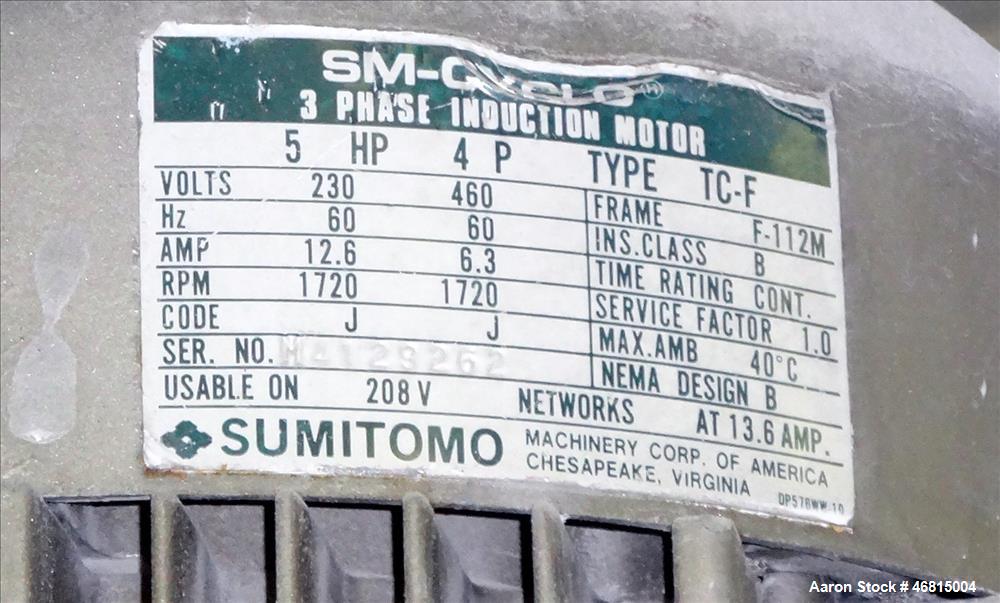 SM-CYCLO®
3 PHASE INDUCTION MOTOR
5 HP 4 P TYPE TC-F
VOLTS 230 460
Hz 60 60
AMP 12.6 6.3
RPM 1720 1720
CODE J J
SER. NO.
FRAME F-112M
INS.CLASS B
TIME RATING CONT.
SERVICE FACTOR 1.0
MAX.AMB 40°C
NEMA DESIGN B
USABLE ON 208 V NETWORKS AT 13.6 AMP.
SUMITOMO
MACHINERY CORP. OF AMERICA
CHESAPEAKE, VIRGINIA
Aaron Stock # 46815004